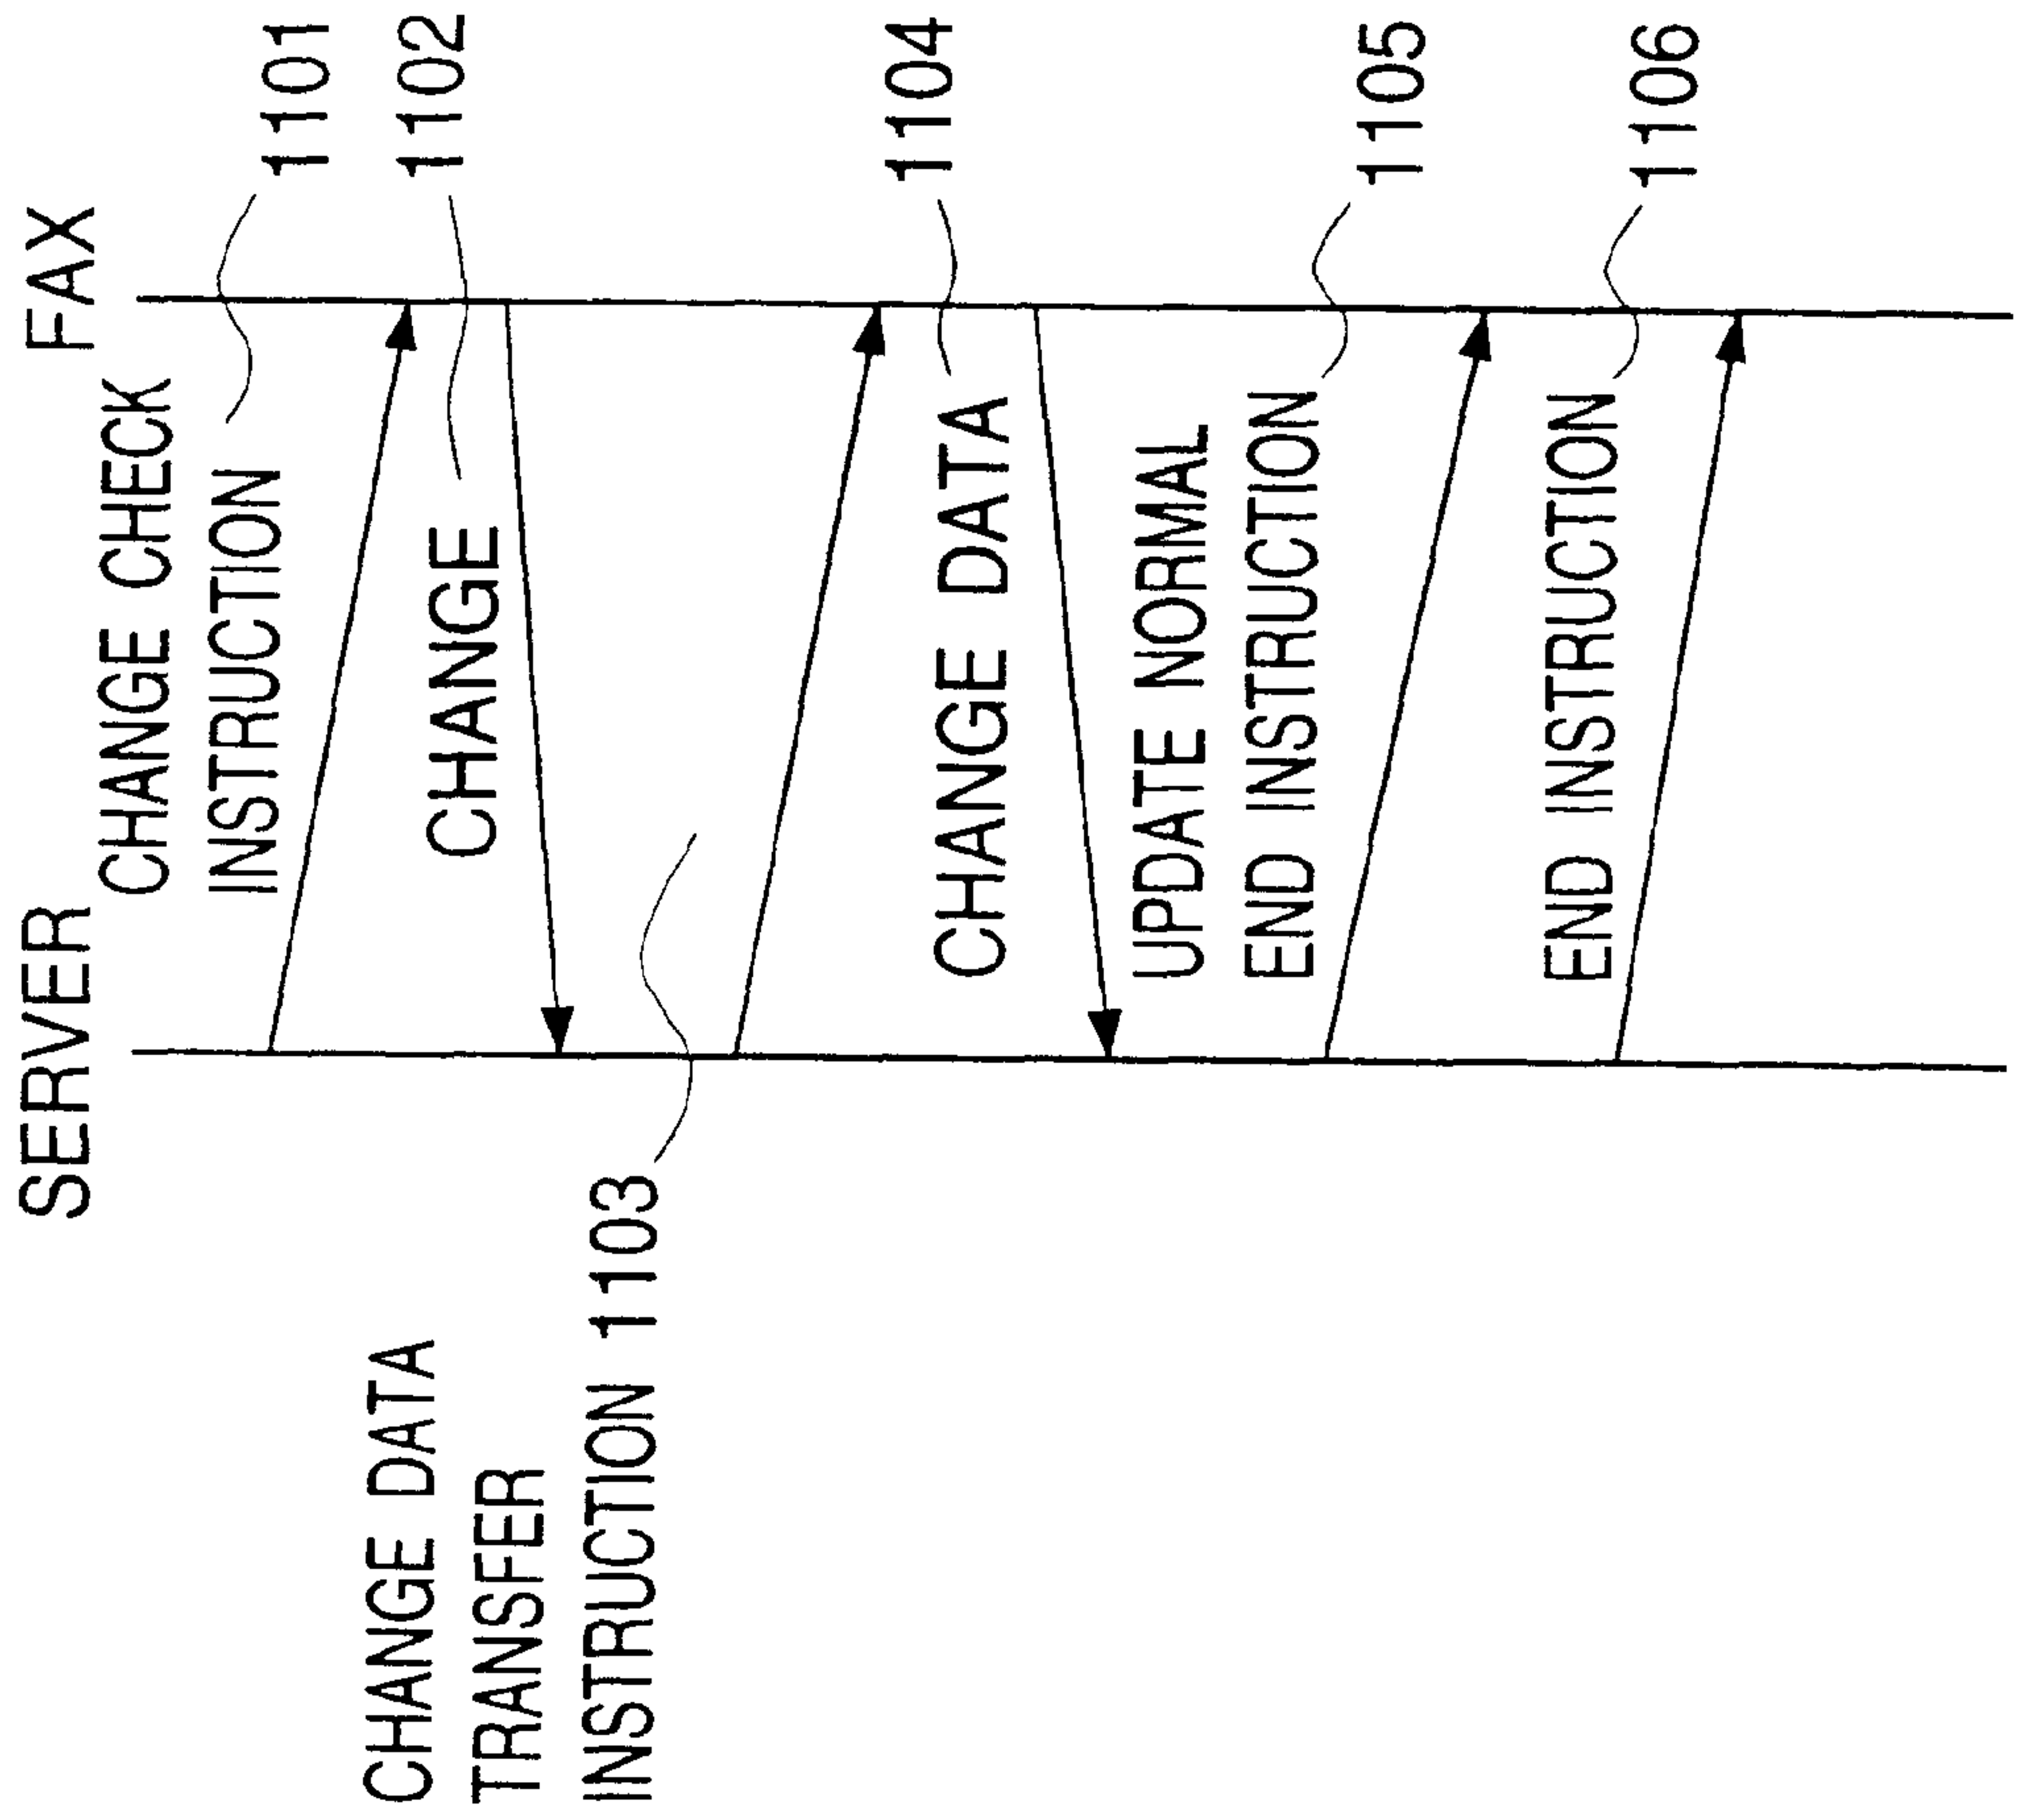 SERVER
FAX
CHANGE CHECK
INSTRUCTION
1101
CHANGE
1102
CHANGE DATA
TRANSFER
INSTRUCTION 1103
CHANGE DATA
1104
UPDATE NORMAL
END INSTRUCTION
1105
END INSTRUCTION
1106